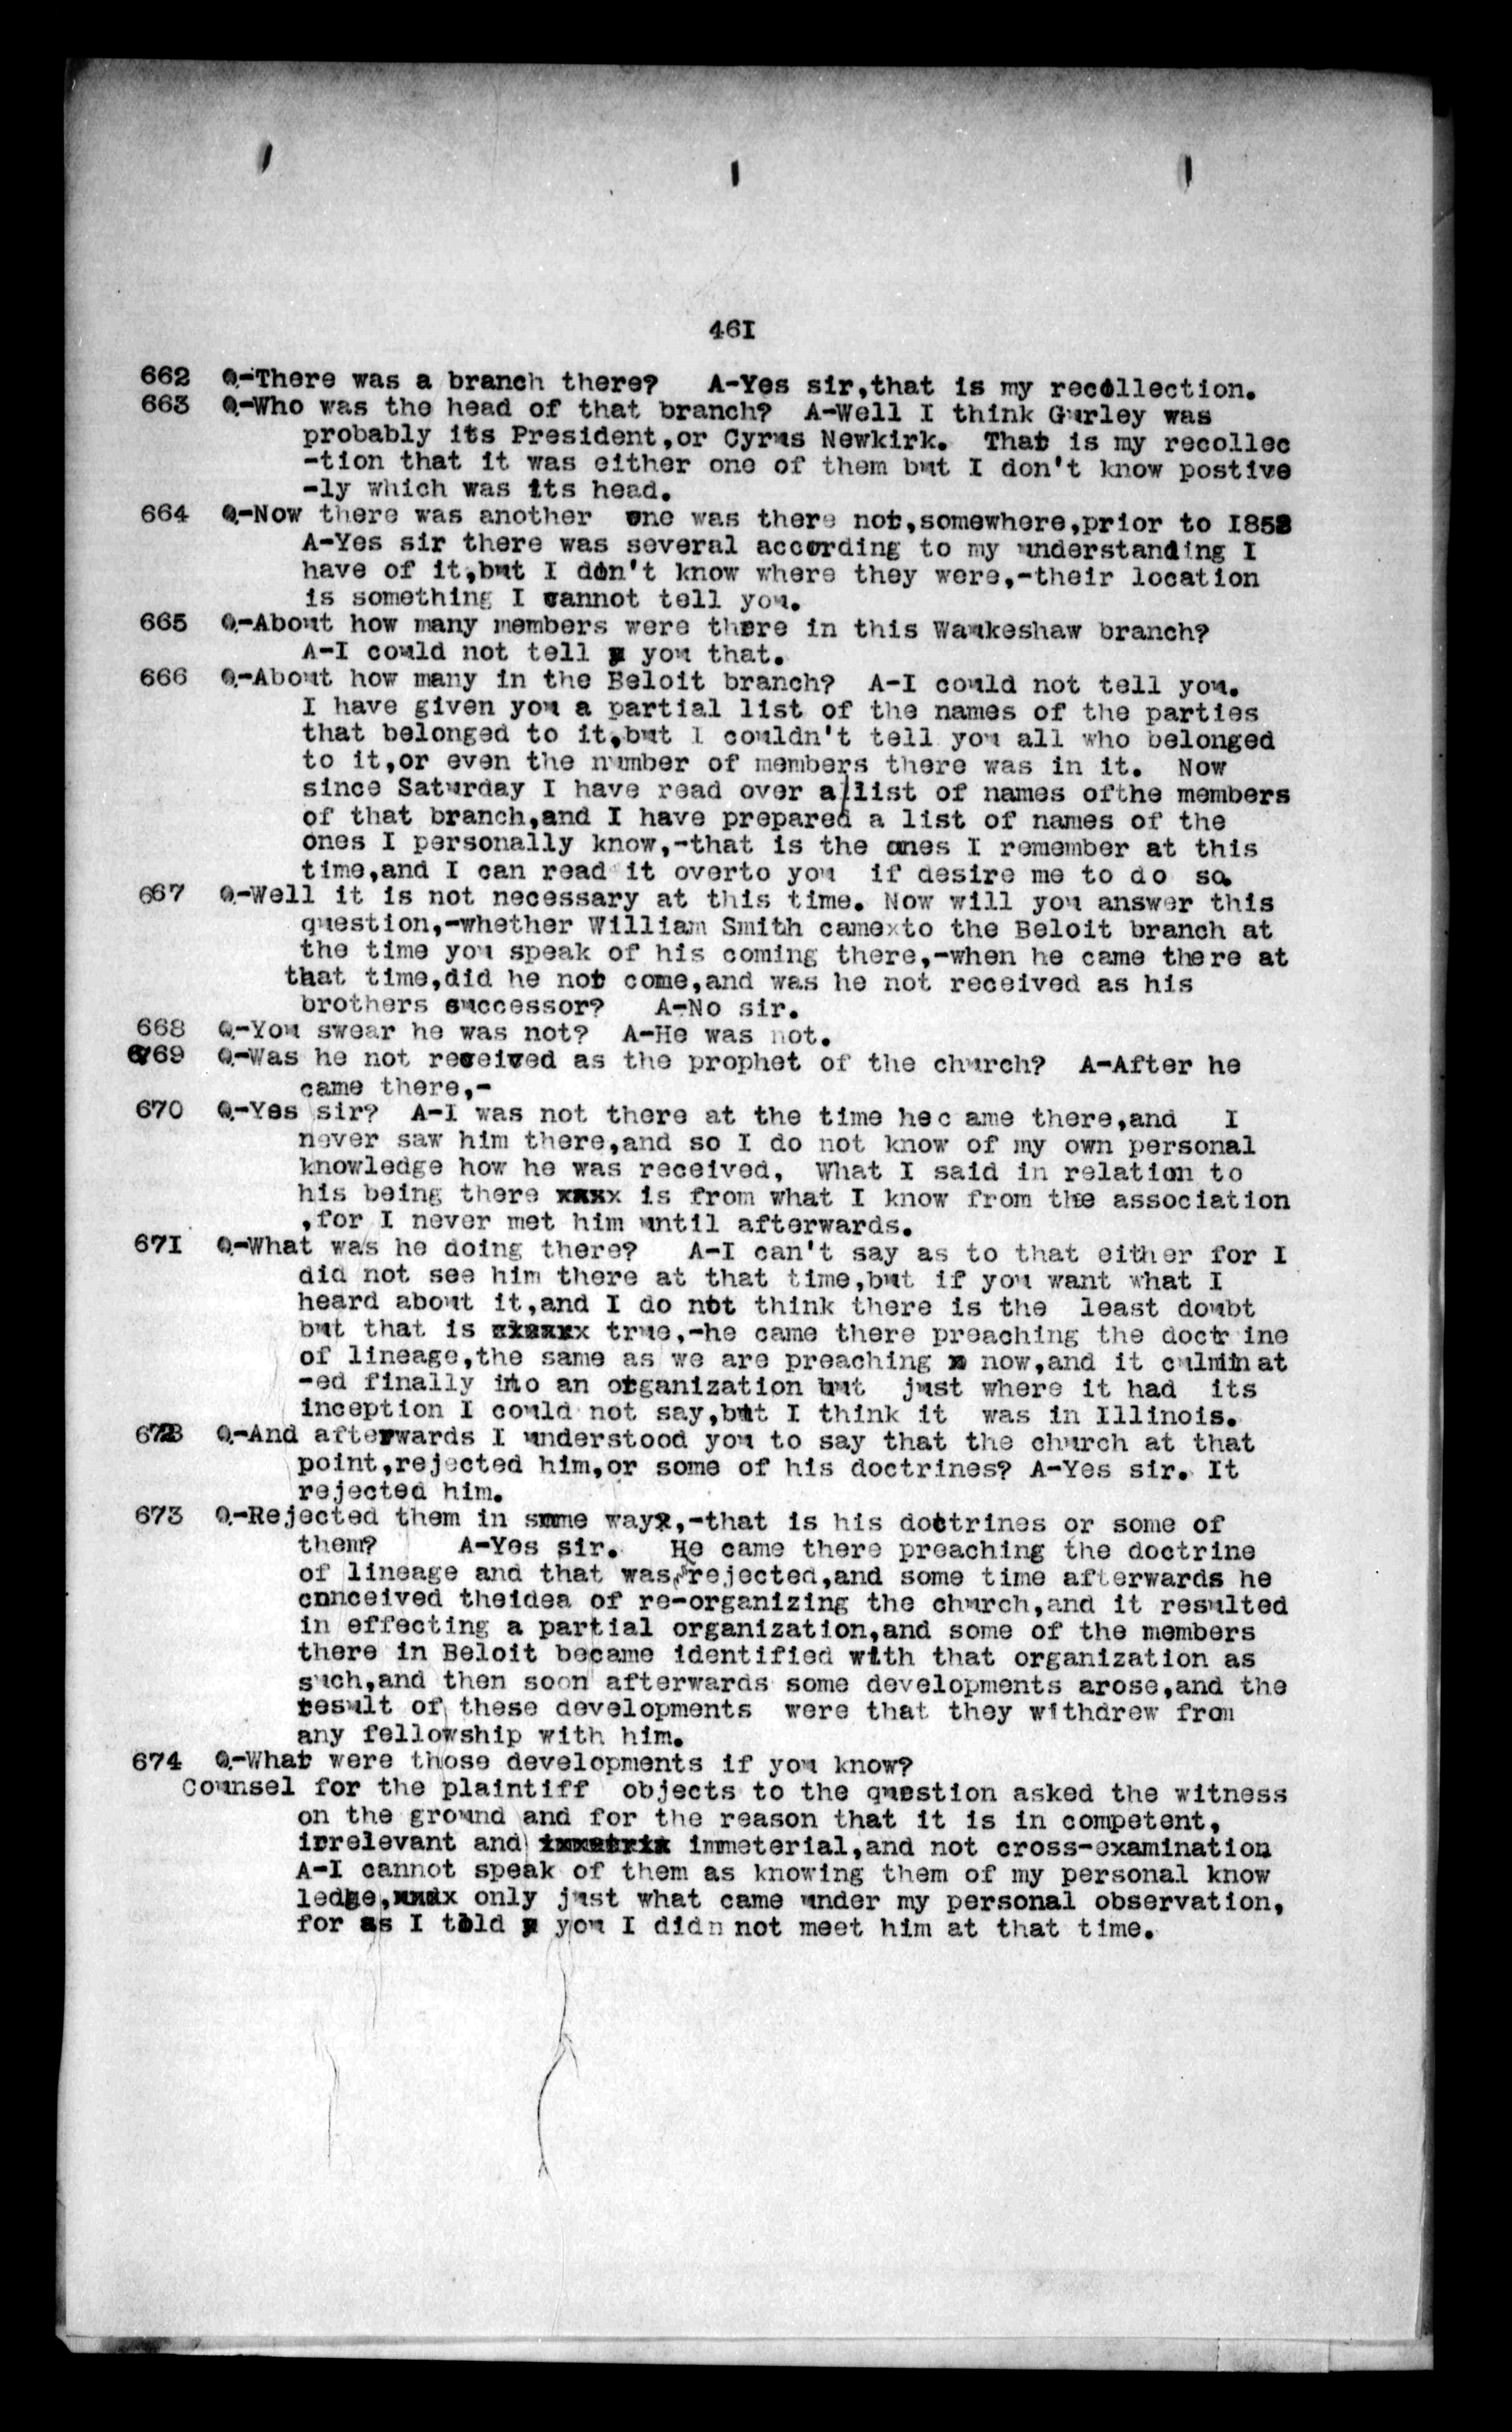 461
662 Q-There was a branch there? A-Yes sir,that is my recollection.
663 Q-Who was the head of that branch? A-Well I think Gurley was
probably its President,or Cyrus Newkirk. That is my recollec
-tion that it was either one of them but I don't know postive
-ly which was its head.
664 Q-Now there was another one was there not,somewhere,prior to
A-Yes sir there was several according to my understanding I
have of it,but I don't know where they were,-their location
is something I cannot tell you.
665 Q-About how many members were there in this Waukeshaw branch?
A-I could not tell you that.
666 Q-About how many in the Beloit branch? A-I could not tell you.
I have given you a partial list of the names of the parties
that belonged to it,but I couldn't tell you all who belonged
to it,or even the number of members there was in it. Now
since Saturday I have read over a list of names ofthe members
of that branch,and I have prepared a list of names of the
ones I personally know,-that is the ones I remember at this
time,and I can read it overto you if desire me to do so.
667 Q-Well it is not necessary at this time. Now will you answer this
question,-whether William Smith camexto the Beloit branch at
the time you speak of his coming there,-when he came there at
that time,did he not come,and was he not received as his
brothers successor? A-No sir.
668 Q-You swear he was not? A-He was not.
669 Q-Was he not received as the prophet of the church? A-After he
came there,-
670 Q-Yes sir? A-I was not there at the time hec ame there,and I
never saw him there,and so I do not know of my own personal
knowledge how he was received, What I said in relation to
his being there xxxx is from what I know from the association
,for I never met him until afterwards.
671 Q-What was he doing there? A-I can't say as to that either for I
did not see him there at that time,but if you want what I
heard about it,and I do not think there is the least doubt
but that is true,-he came there preaching the doctr ine
of lineage,the same as we are preaching now,and it culminat
-ed finally into an organization but just where it had its
inception I could not say,but I think it was in Illinois.
672 Q-And afterwards I understood you to say that the church at that
point,rejected him,or some of his doctrines? A-Yes sir. It
rejected him.
673 Q-Rejected them in some way,-that is his doctrines or some of
them? A-Yes sir. He came there preaching the doctrine
of lineage and that was rejected,and some time afterwards he
conceived theidea of re-organizing the church,and it resulted
in effecting a partial organization,and some of the members
there in Beloit became identified with that organization as
such,and then soon afterwards some developments arose,and the
result of these developments were that they withdrew from
any fellowship with him.
674 Q-What were those developments if you know?
Counsel for the plaintiff objects to the question asked the witness
on the ground and for the reason that it is in competent,
irrelevant and immeterial,and not cross-examination
A-I cannot speak of them as knowing them of my personal know
ledge, only just what came under my personal observation,
for as I told you I didn not meet him at that time.